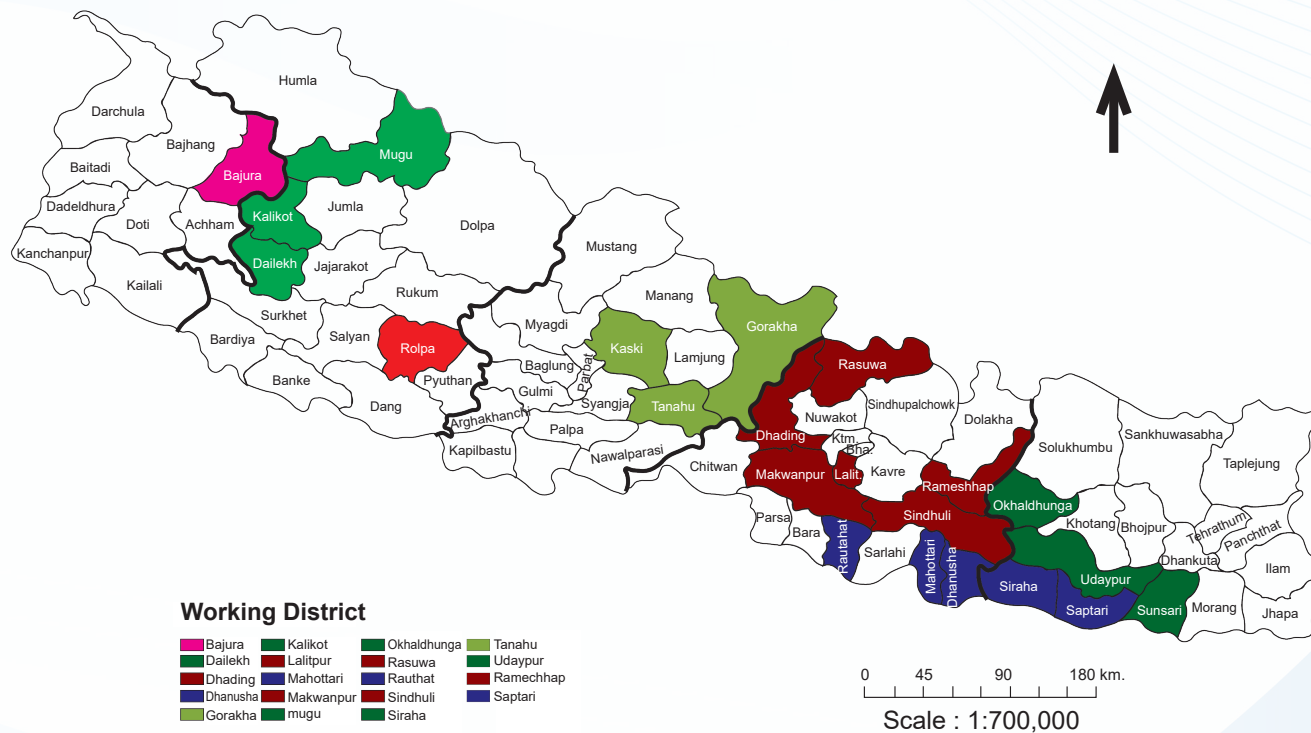 Humla
Darchula
Bajhang
Mugu
Baitadi
Bajura
Dadeldhura
Jumla
Kalikot
Doti
Achham
Dolpa
Mustang
Kanchanpur
Dailekh
Jajarakot
Kailali
Rukum
Manang
Surkhet
Salyan
Myagdi
Gorakha
Bardiya
Rolpa
Kaski
Lamjung
Baglung
Parbat
Rasuwa
Banke
Pyuthan
Gulmi
Syangja
Tanahu
Dang
Arghakhanchi
Nuwakot
Sindhupalchowk
Dolakha
Palpa
Dhading
Ktm.
Bha.
Kapilbastu
Nawalparasi
Chitwan
Makwanpur
Lalit.
Kavre
Solukhumbu
Sankhuwasabha
Taplejung
Rameshhap
Okhaldhunga
Parsa
Bara
Rautahat
Sarlahi
Sindhuli
Mahottari
Dhanusha
Khotang
Bhojpur
Tehrathum
Panchthat
Dhankuta
Ilam
Siraha
Udaypur
Saptari
Sunsari
Morang
Jhapa
Working District
Bajura Kalikot Okhaldhunga Tanahu
Dailekh Lalitpur Rasuwa Udaypur
Dhading Mahottari Rauthat Ramechhap
Dhanusha Makwanpur Sindhuli Saptari
Gorakha mugu Siraha
0 45 90 180 km.
Scale : 1:700,000